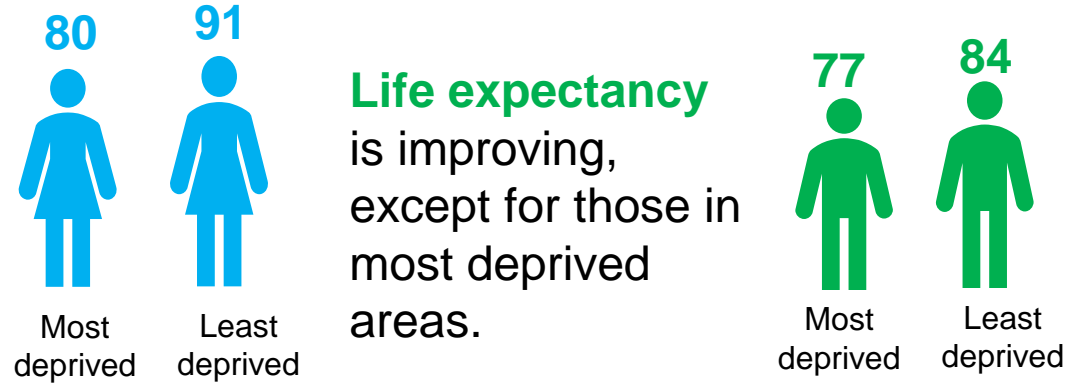 80
91
Most
deprived
Least
deprived
Life expectancy
is improving,
except for those in
most deprived
areas.
77
84
Most
deprived
Least
deprived